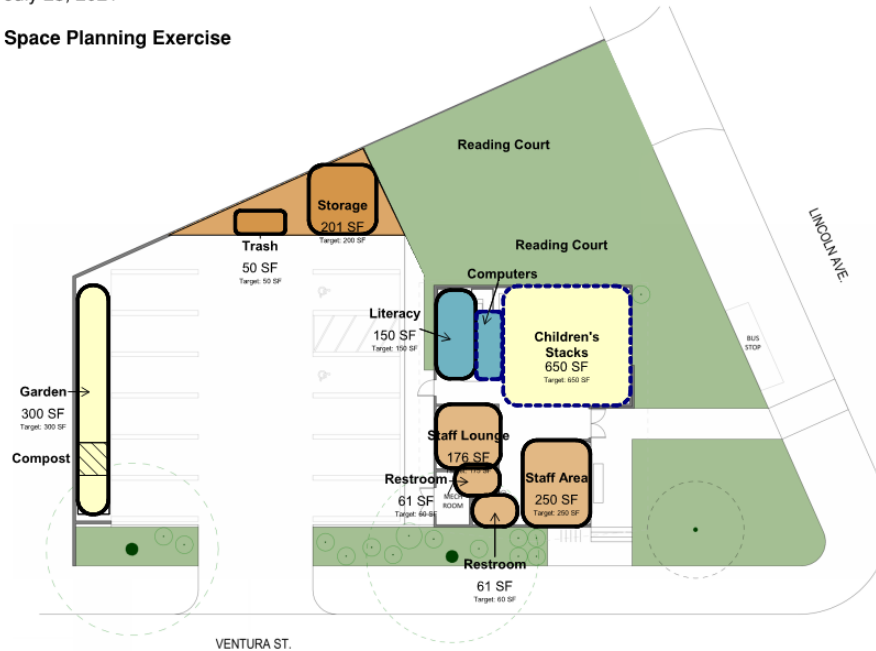 Space Planning Exercise
Reading Court
Storage
201 SF
Target: 200 SF
LINCOLN AVE.
Trash
50 SF
Target: 50 SF
Reading Court
Computers
Literacy
150 SF
Target: 150 SF
Children's
Stacks
650 SF
Target: 650 SF
BUS
STOP
Garden
300 SF
Target: 300 SF
Compost
Staff Lounge
176 SF
Restroom
61 SF
Target: 60 SF
MECH
ROOM
Staff Area
250 SF
Target: 250 SF
Restroom
61 SF
Target: 60 SF
VENTURA ST.